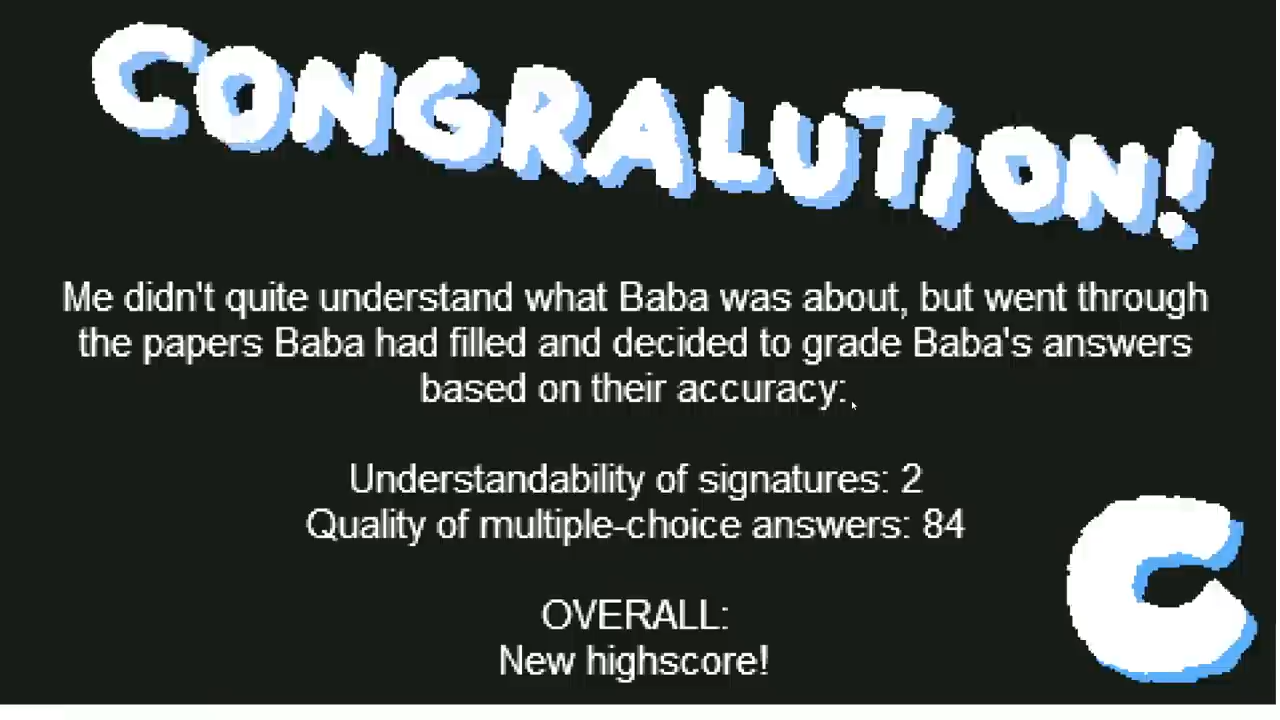 CONGRALUTION!
Me didn't quite understand what Baba was about, but went through
the papers Baba had filled and decided to grade Baba's answers
based on their accuracy:
Understandability of signatures: 2
Quality of multiple-choice answers: 84
C
OVERALL:
New highscore!